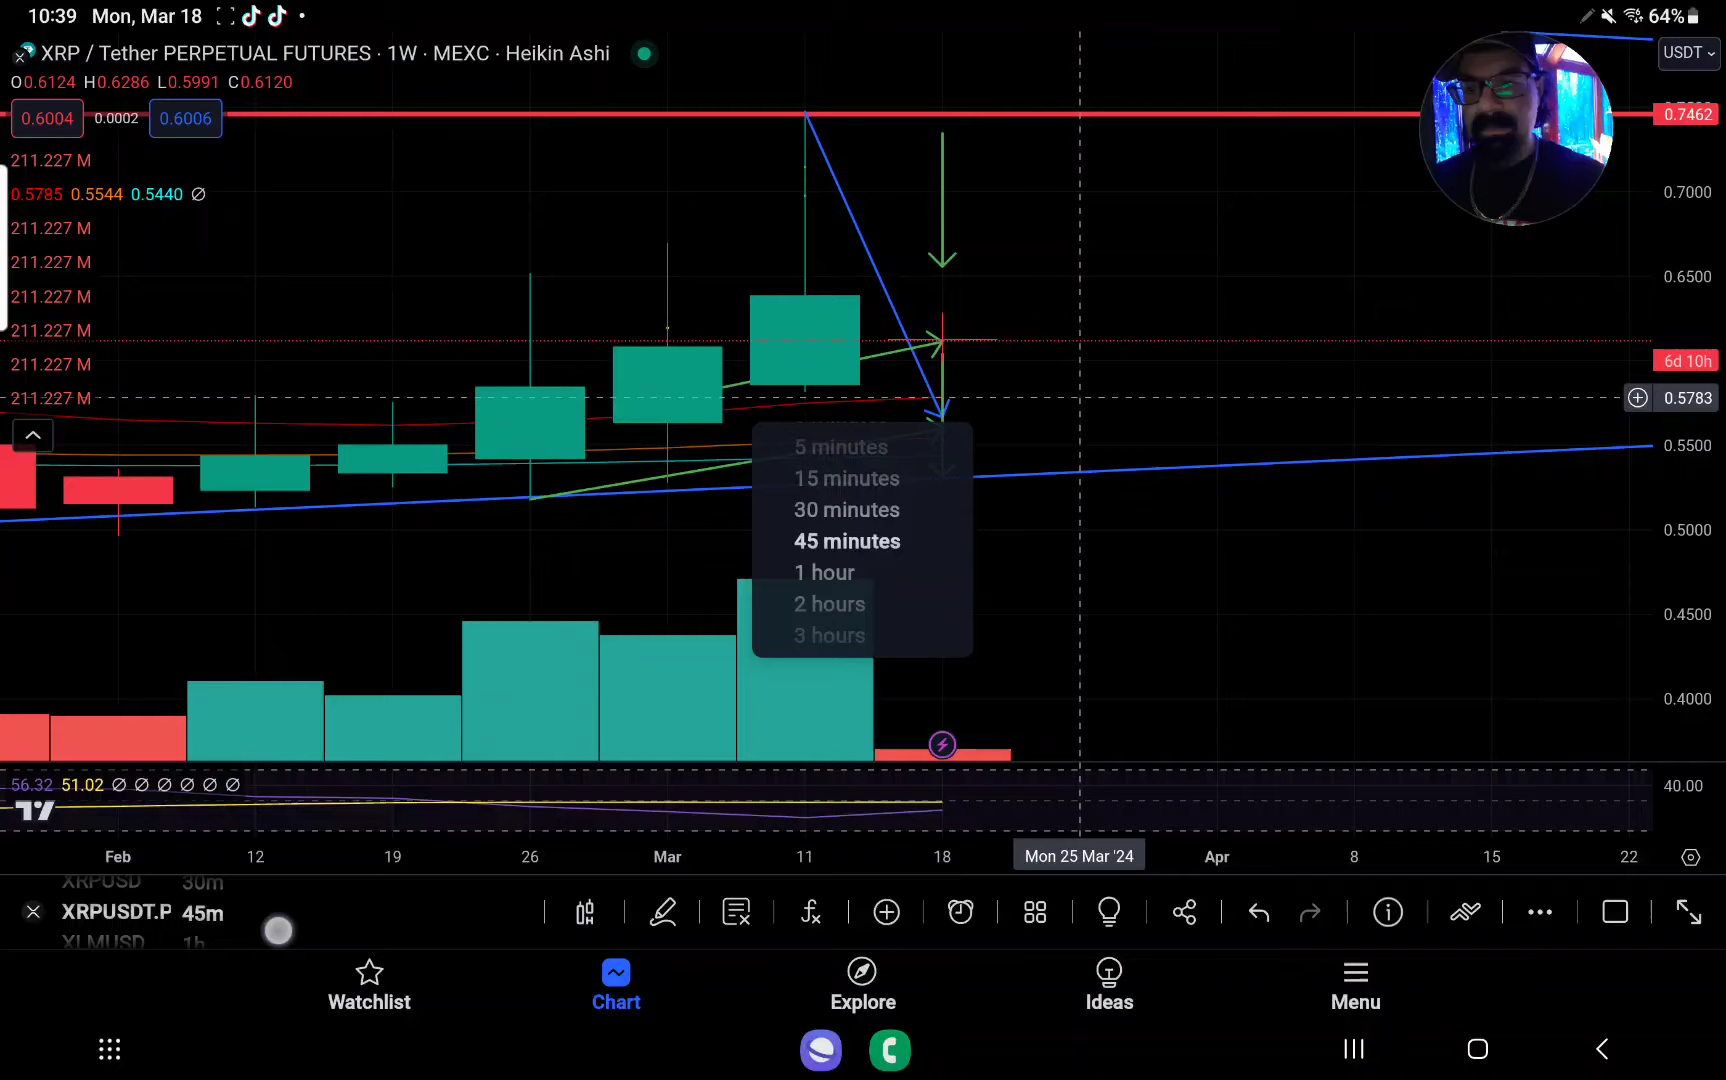 10:39 Mon, Mar 18 64%
XRP / Tether PERPETUAL FUTURES · 1W · MEXC · Heikin Ashi
USDT
O0.6124 H0.6286 L0.5991 C0.6120
0.6004 0.0002 0.6006
0.7462
211.227 M
0.5785 0.5544 0.5440 ∅
0.7000
211.227 M
211.227 M
0.6500
211.227 M
211.227 M
211.227 M
6d 10h
211.227 M
0.5783
5 minutes
0.5500
15 minutes
30 minutes
0.5000
45 minutes
1 hour
2 hours
0.4500
3 hours
0.4000
56.32 51.02 ∅ ∅ ∅ ∅ ∅ ∅
40.00
Feb 12 19 26 Mar 11 18 Mon 25 Mar '24 Apr 8 15 22
XRPUSD 30m
XRPUSDT.P 45m
XLMUSD 1h
Watchlist Chart Explore Ideas Menu